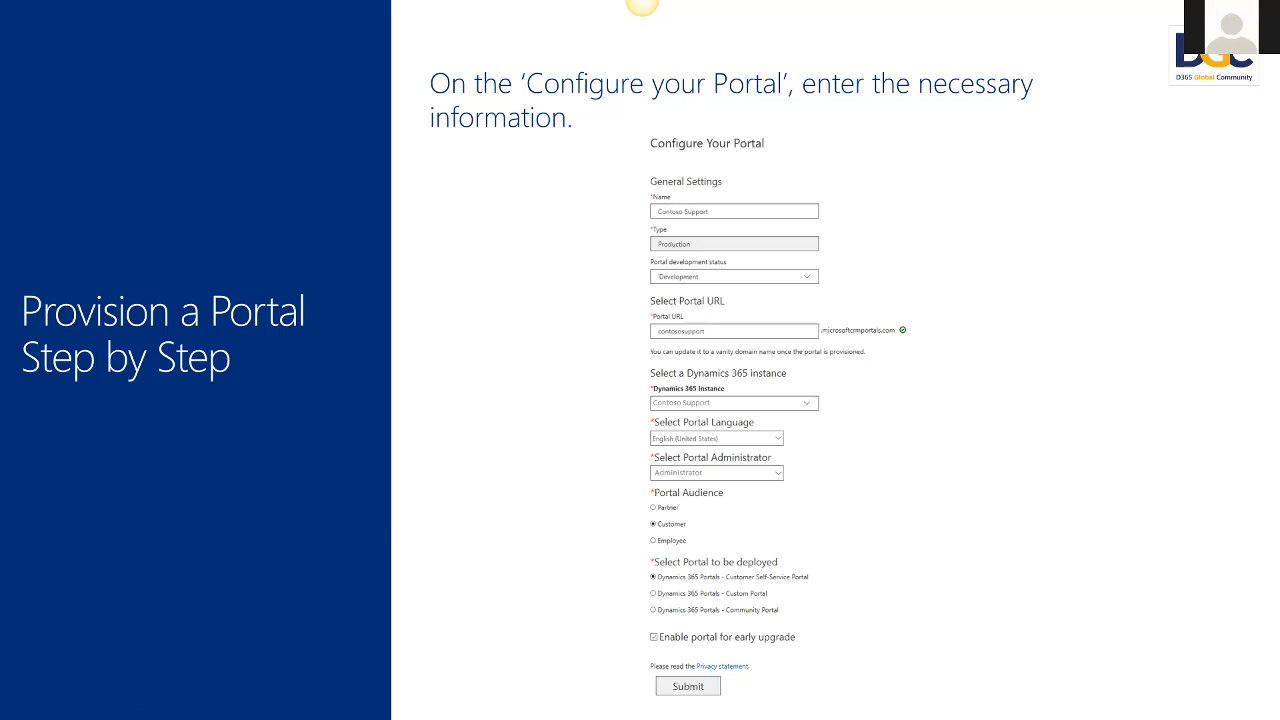 On the ‘Configure your Portal’, enter the necessary
information.
D365 Global Community
Provision a Portal
Step by Step
Configure Your Portal
General Settings
*Name
Contoso Support
*Type
Production
Portal development status
Development
Select Portal URL
*Portal URL
contososupport .microsoftcrmportals.com
You can update it to a vanity domain name once the portal is provisioned.
Select a Dynamics 365 instance
*Dynamics 365 Instance
Contoso Support
*Select Portal Language
English (United States)
*Select Portal Administrator
Administrator
*Portal Audience
Partner
Customer
Employee
*Select Portal to be deployed
Dynamics 365 Portals - Customer Self-Service Portal
Dynamics 365 Portals - Custom Portal
Dynamics 365 Portals - Community Portal
Enable portal for early upgrade
Please read the Privacy statement.
Submit